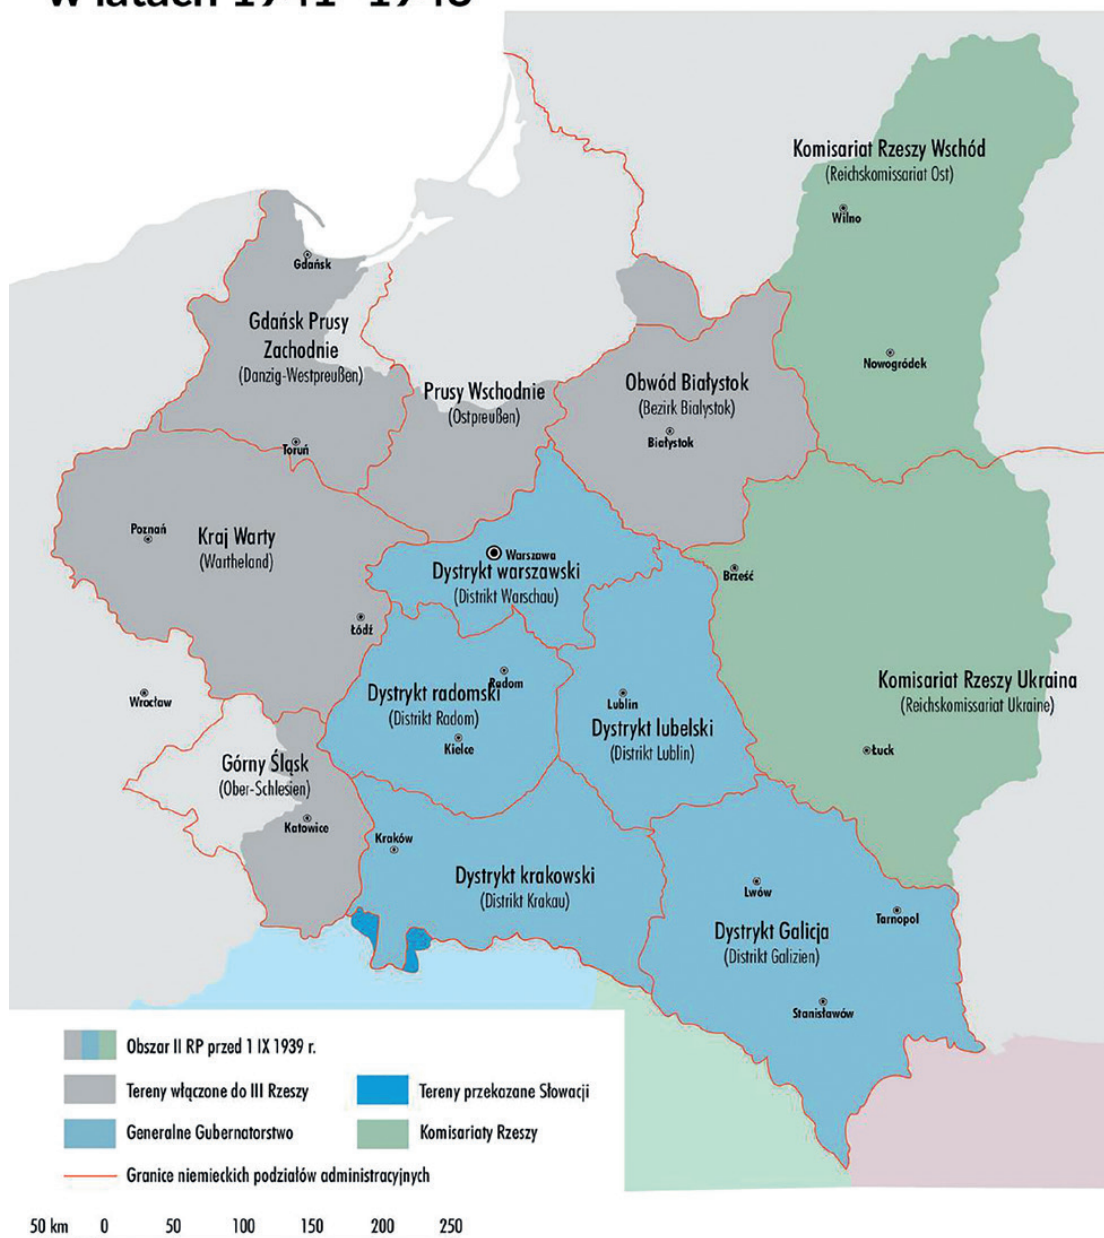 w latach 1941–1943
Komisariat Rzeszy Wschód
(Reichskomissariat Ost)
Wilno
Gdańsk
Gdańsk Prusy
Zachodnie
(Danzig-Westpreußen)
Nowogródek
Prusy Wschodnie
(Ostpreußen)
Obwód Białystok
(Bezirk Bialystok)
Białystok
Toruń
Poznań
Kraj Warty
(Wartheland)
Warszawa
Dystrykt warszawski
(Distrikt Warschau)
Brześć
Łódź
Radom
Dystrykt radomski
(Distrikt Radom)
Kielce
Lublin
Dystrykt lubelski
(Distrikt Lublin)
Komisariat Rzeszy Ukraina
(Reichskomissariat Ukraine)
Łuck
Wrocław
Górny Śląsk
(Ober-Schlesien)
Katowice
Kraków
Dystrykt krakowski
(Distrikt Krakau)
Lwów
Tarnopol
Dystrykt Galicja
(Distrikt Galizien)
Stanisławów
Obszar II RP przed 1 IX 1939 r.
Tereny włączone do III Rzeszy
Tereny przekazane Słowacji
Generalne Gubernatorstwo
Komisariaty Rzeszy
Granice niemieckich podziałów administracyjnych
50 km 0 50 100 150 200 250